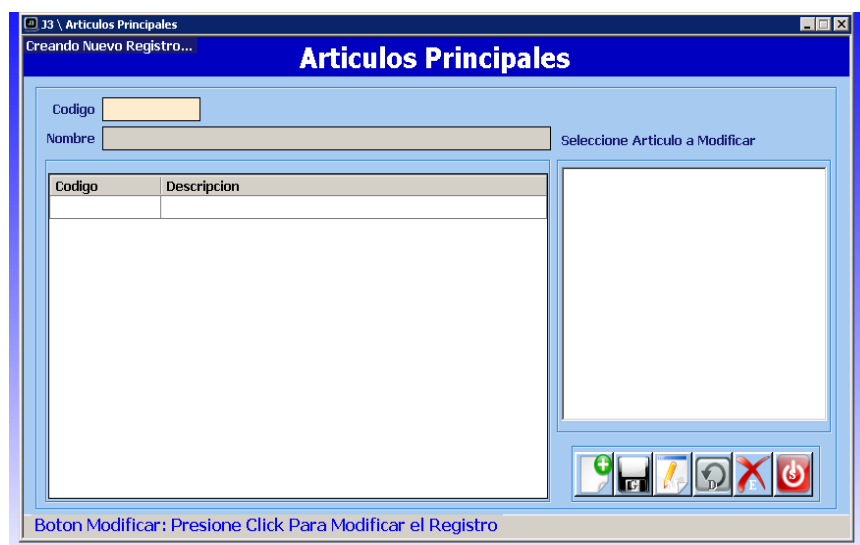 J3 \ Articulos Principales
Creando Nuevo Registro...
Articulos Principales
Codigo
Nombre
Seleccione Articulo a Modificar
Codigo Descripcion
G D E S
Boton Modificar: Presione Click Para Modificar el Registro